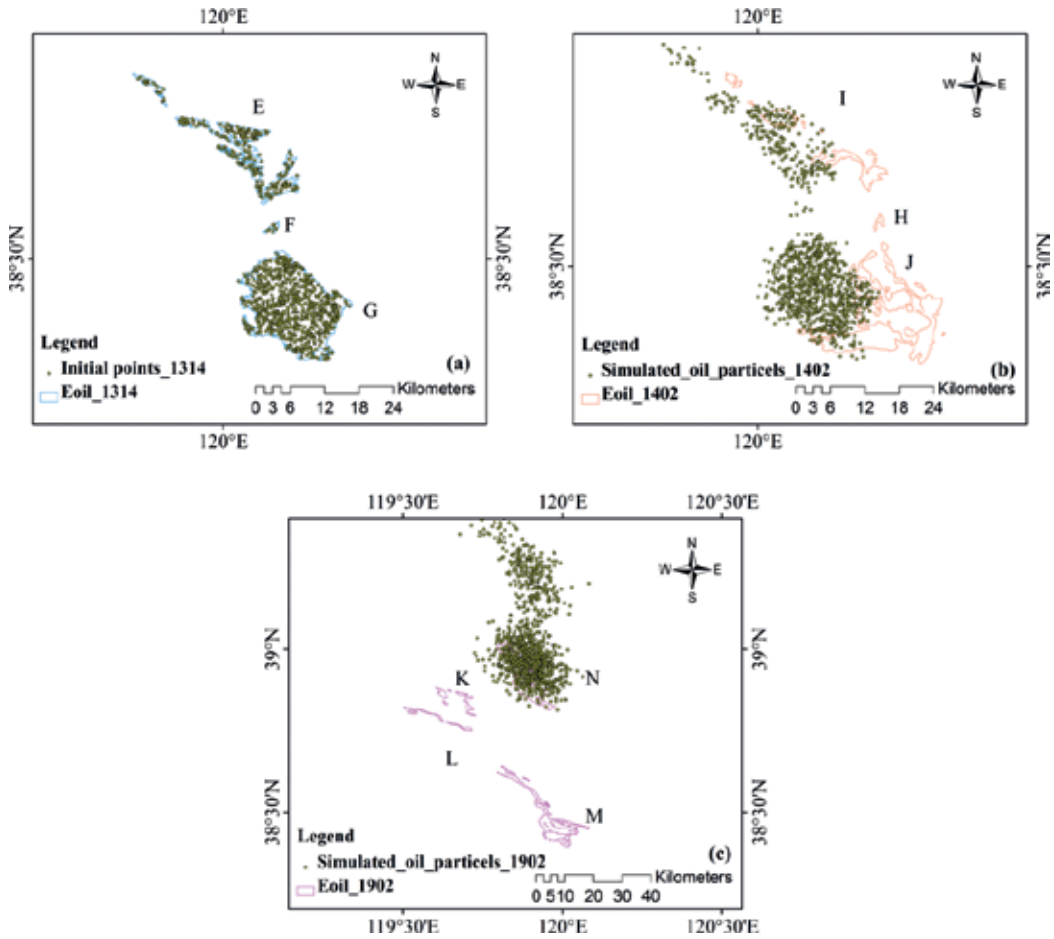 120°E
N
W E
S
E
F
G
38°30'N
38°30'N
Legend
Initial points_1314
Eoil_1314
(a)
Kilometers
0 3 6 12 18 24
120°E
120°E
N
W E
S
I
H
J
38°30'N
38°30'N
Legend
Simulated_oil_particels_1402
Eoil_1402
(b)
Kilometers
0 3 6 12 18 24
120°E
119°30'E 120°E 120°30'E
N
W E
S
39°N
39°N
K
N
L
M
38°30'N
38°30'N
Legend
Simulated_oil_particels_1902
Eoil_1902
(c)
Kilometers
0 510 20 30 40
119°30'E 120°E 120°30'E